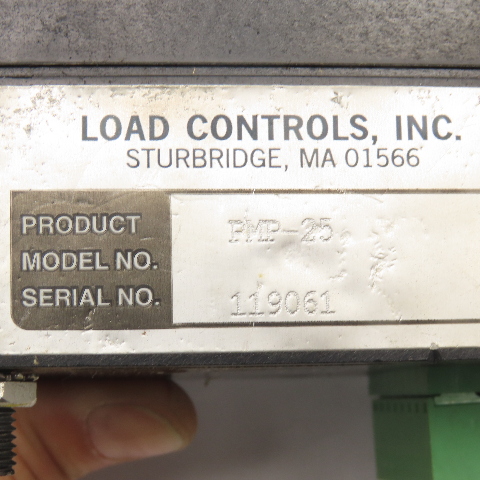 LOAD CONTROLS, INC.
STURBRIDGE, MA 01566
PRODUCT PMP-25
MODEL NO.
SERIAL NO. 119061